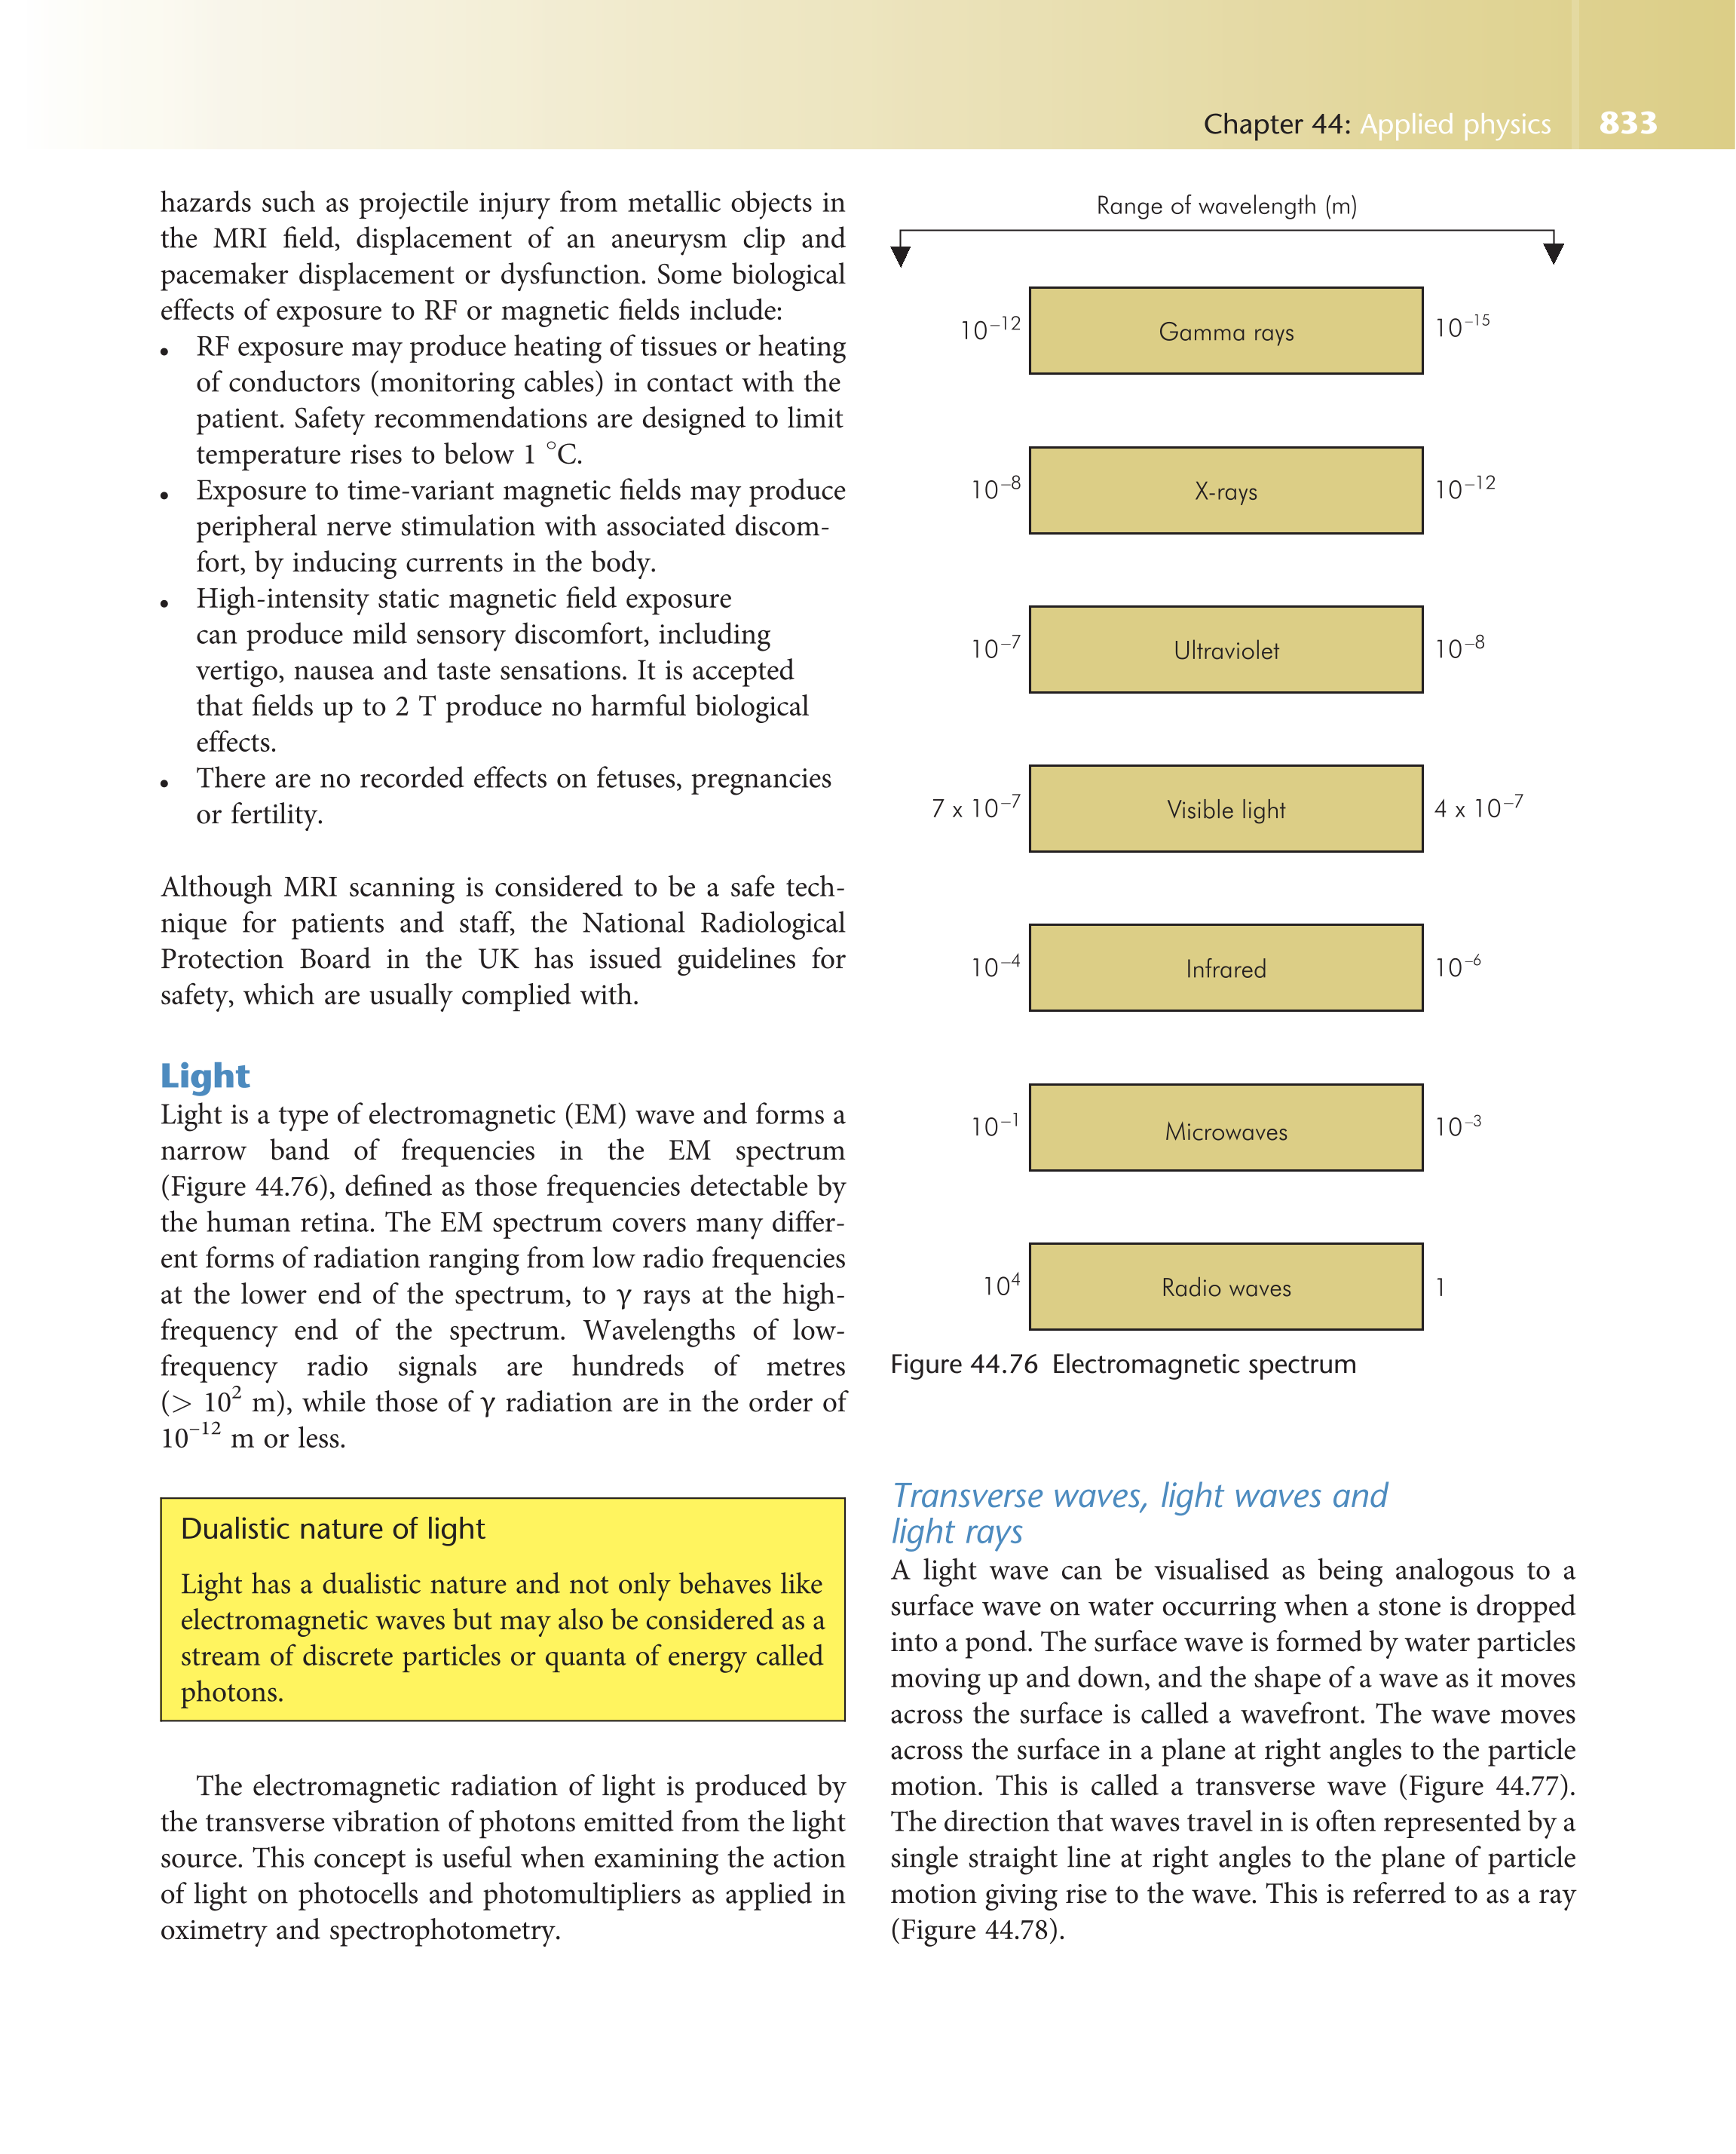 Chapter 44: Applied physics 833
hazards such as projectile injury from metallic objects in
the MRI field, displacement of an aneurysm clip and
pacemaker displacement or dysfunction. Some biological
effects of exposure to RF or magnetic fields include:
• RF exposure may produce heating of tissues or heating
of conductors (monitoring cables) in contact with the
patient. Safety recommendations are designed to limit
temperature rises to below 1 °C.
• Exposure to time-variant magnetic fields may produce
peripheral nerve stimulation with associated discom-
fort, by inducing currents in the body.
• High-intensity static magnetic field exposure
can produce mild sensory discomfort, including
vertigo, nausea and taste sensations. It is accepted
that fields up to 2 T produce no harmful biological
effects.
• There are no recorded effects on fetuses, pregnancies
or fertility.
Although MRI scanning is considered to be a safe tech-
nique for patients and staff, the National Radiological
Protection Board in the UK has issued guidelines for
safety, which are usually complied with.
Light
Light is a type of electromagnetic (EM) wave and forms a
narrow band of frequencies in the EM spectrum
(Figure 44.76), defined as those frequencies detectable by
the human retina. The EM spectrum covers many differ-
ent forms of radiation ranging from low radio frequencies
at the lower end of the spectrum, to γ rays at the high-
frequency end of the spectrum. Wavelengths of low-
frequency radio signals are hundreds of metres
(> 10² m), while those of γ radiation are in the order of
10⁻¹² m or less.
Dualistic nature of light
Light has a dualistic nature and not only behaves like
electromagnetic waves but may also be considered as a
stream of discrete particles or quanta of energy called
photons.
The electromagnetic radiation of light is produced by
the transverse vibration of photons emitted from the light
source. This concept is useful when examining the action
of light on photocells and photomultipliers as applied in
oximetry and spectrophotometry.
Range of wavelength (m)
10⁻¹² Gamma rays 10⁻¹⁵
10⁻⁸ X-rays 10⁻¹²
10⁻⁷ Ultraviolet 10⁻⁸
7 x 10⁻⁷ Visible light 4 x 10⁻⁷
10⁻⁴ Infrared 10⁻⁶
10⁻¹ Microwaves 10⁻³
10⁴ Radio waves 1
Figure 44.76 Electromagnetic spectrum
Transverse waves, light waves and
light rays
A light wave can be visualised as being analogous to a
surface wave on water occurring when a stone is dropped
into a pond. The surface wave is formed by water particles
moving up and down, and the shape of a wave as it moves
across the surface is called a wavefront. The wave moves
across the surface in a plane at right angles to the particle
motion. This is called a transverse wave (Figure 44.77).
The direction that waves travel in is often represented by a
single straight line at right angles to the plane of particle
motion giving rise to the wave. This is referred to as a ray
(Figure 44.78).